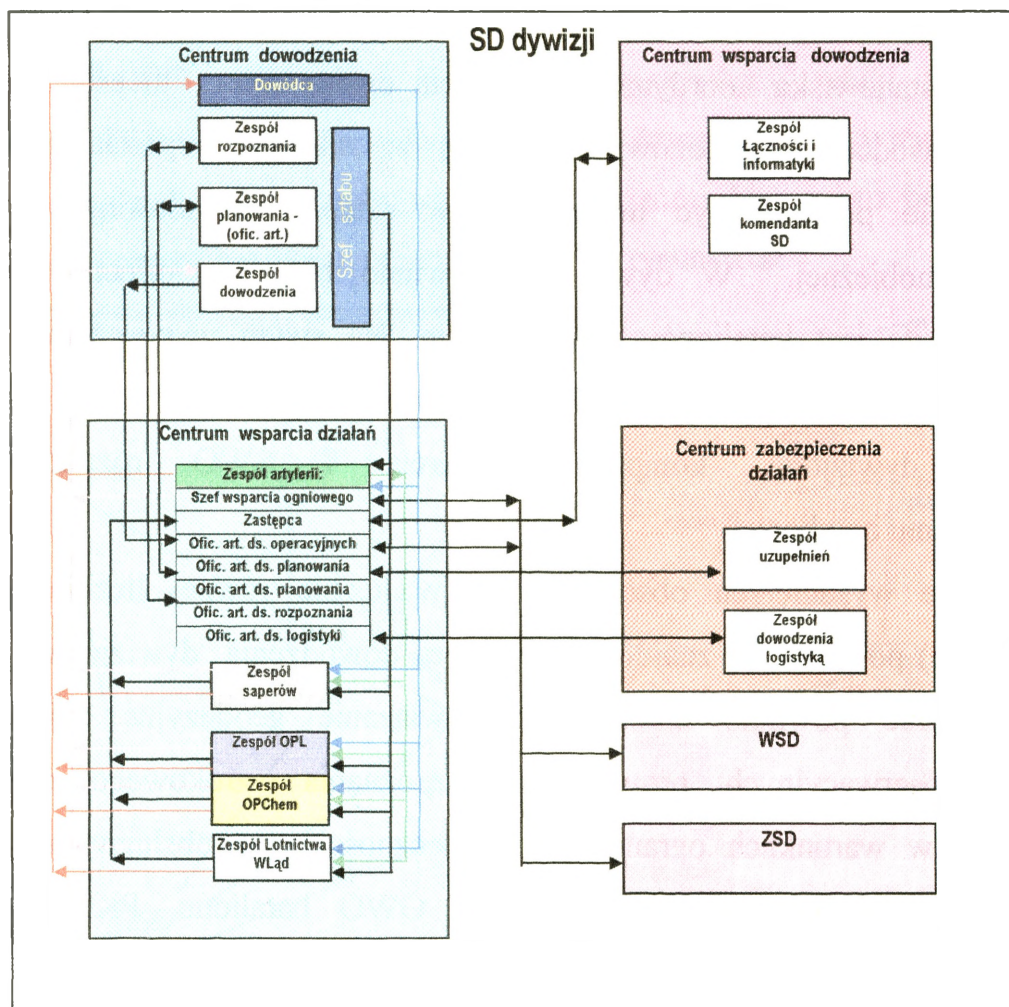 SD dywizji
Centrum dowodzenia
Dowódca
Zespół
rozpoznania
Zespół
planowania -
(ofic. art.)
Zespół
dowodzenia
Szef sztabu
Centrum wsparcia dowodzenia
Zespół
Łączności i
informatyki
Zespół
komendanta
SD
Centrum wsparcia działań
Zespół artylerii:
Szef wsparcia ogniowego
Zastępca
Ofic. art. ds. operacyjnych
Ofic. art. ds. planowania
Ofic. art. ds. planowania
Ofic. art. ds. rozpoznania
Ofic. art. ds. logistyki
Zespół
saperów
Zespół OPL
Zespół
OPChem
Zespół Lotnictwa
WLąd
Centrum zabezpieczenia
działań
Zespół
uzupełnień
Zespół
dowodzenia
logistyką
WSD
ZSD